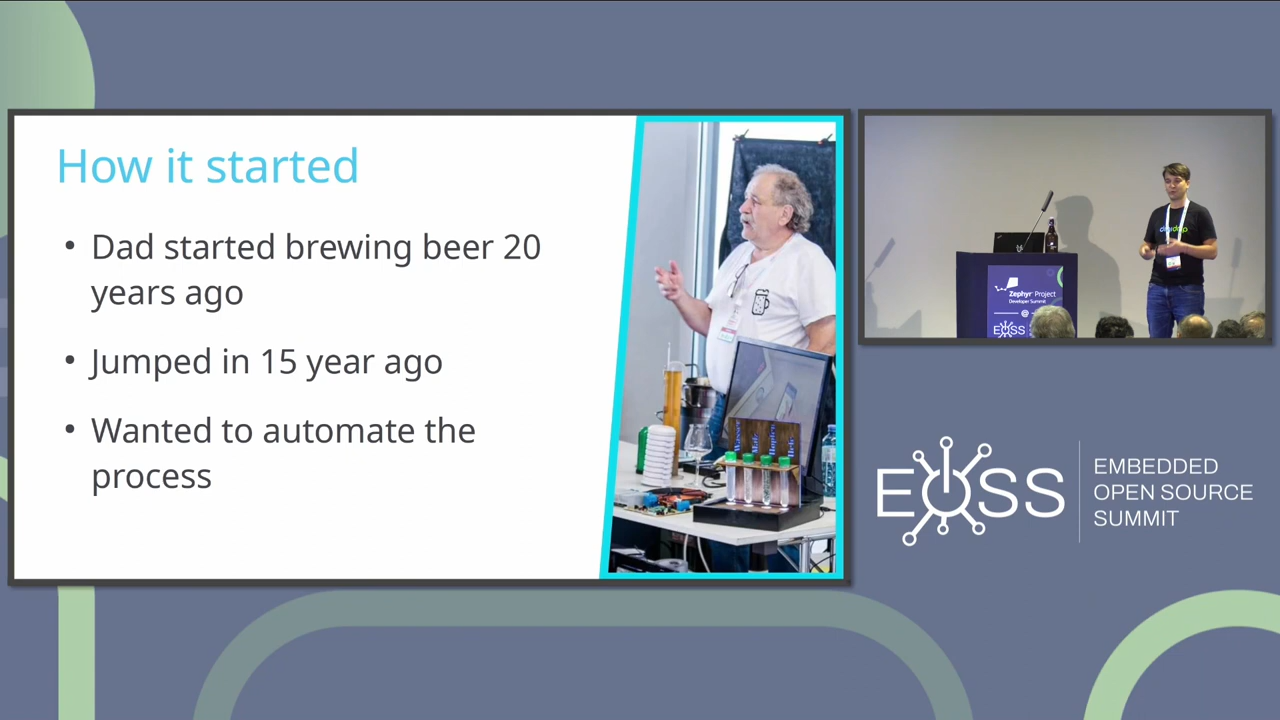 How it started
• Dad started brewing beer 20
years ago
• Jumped in 15 year ago
• Wanted to automate the
process
Zephyr Project
Developer Summit
@
EOSS
EOSS
EMBEDDED
OPEN SOURCE
SUMMIT